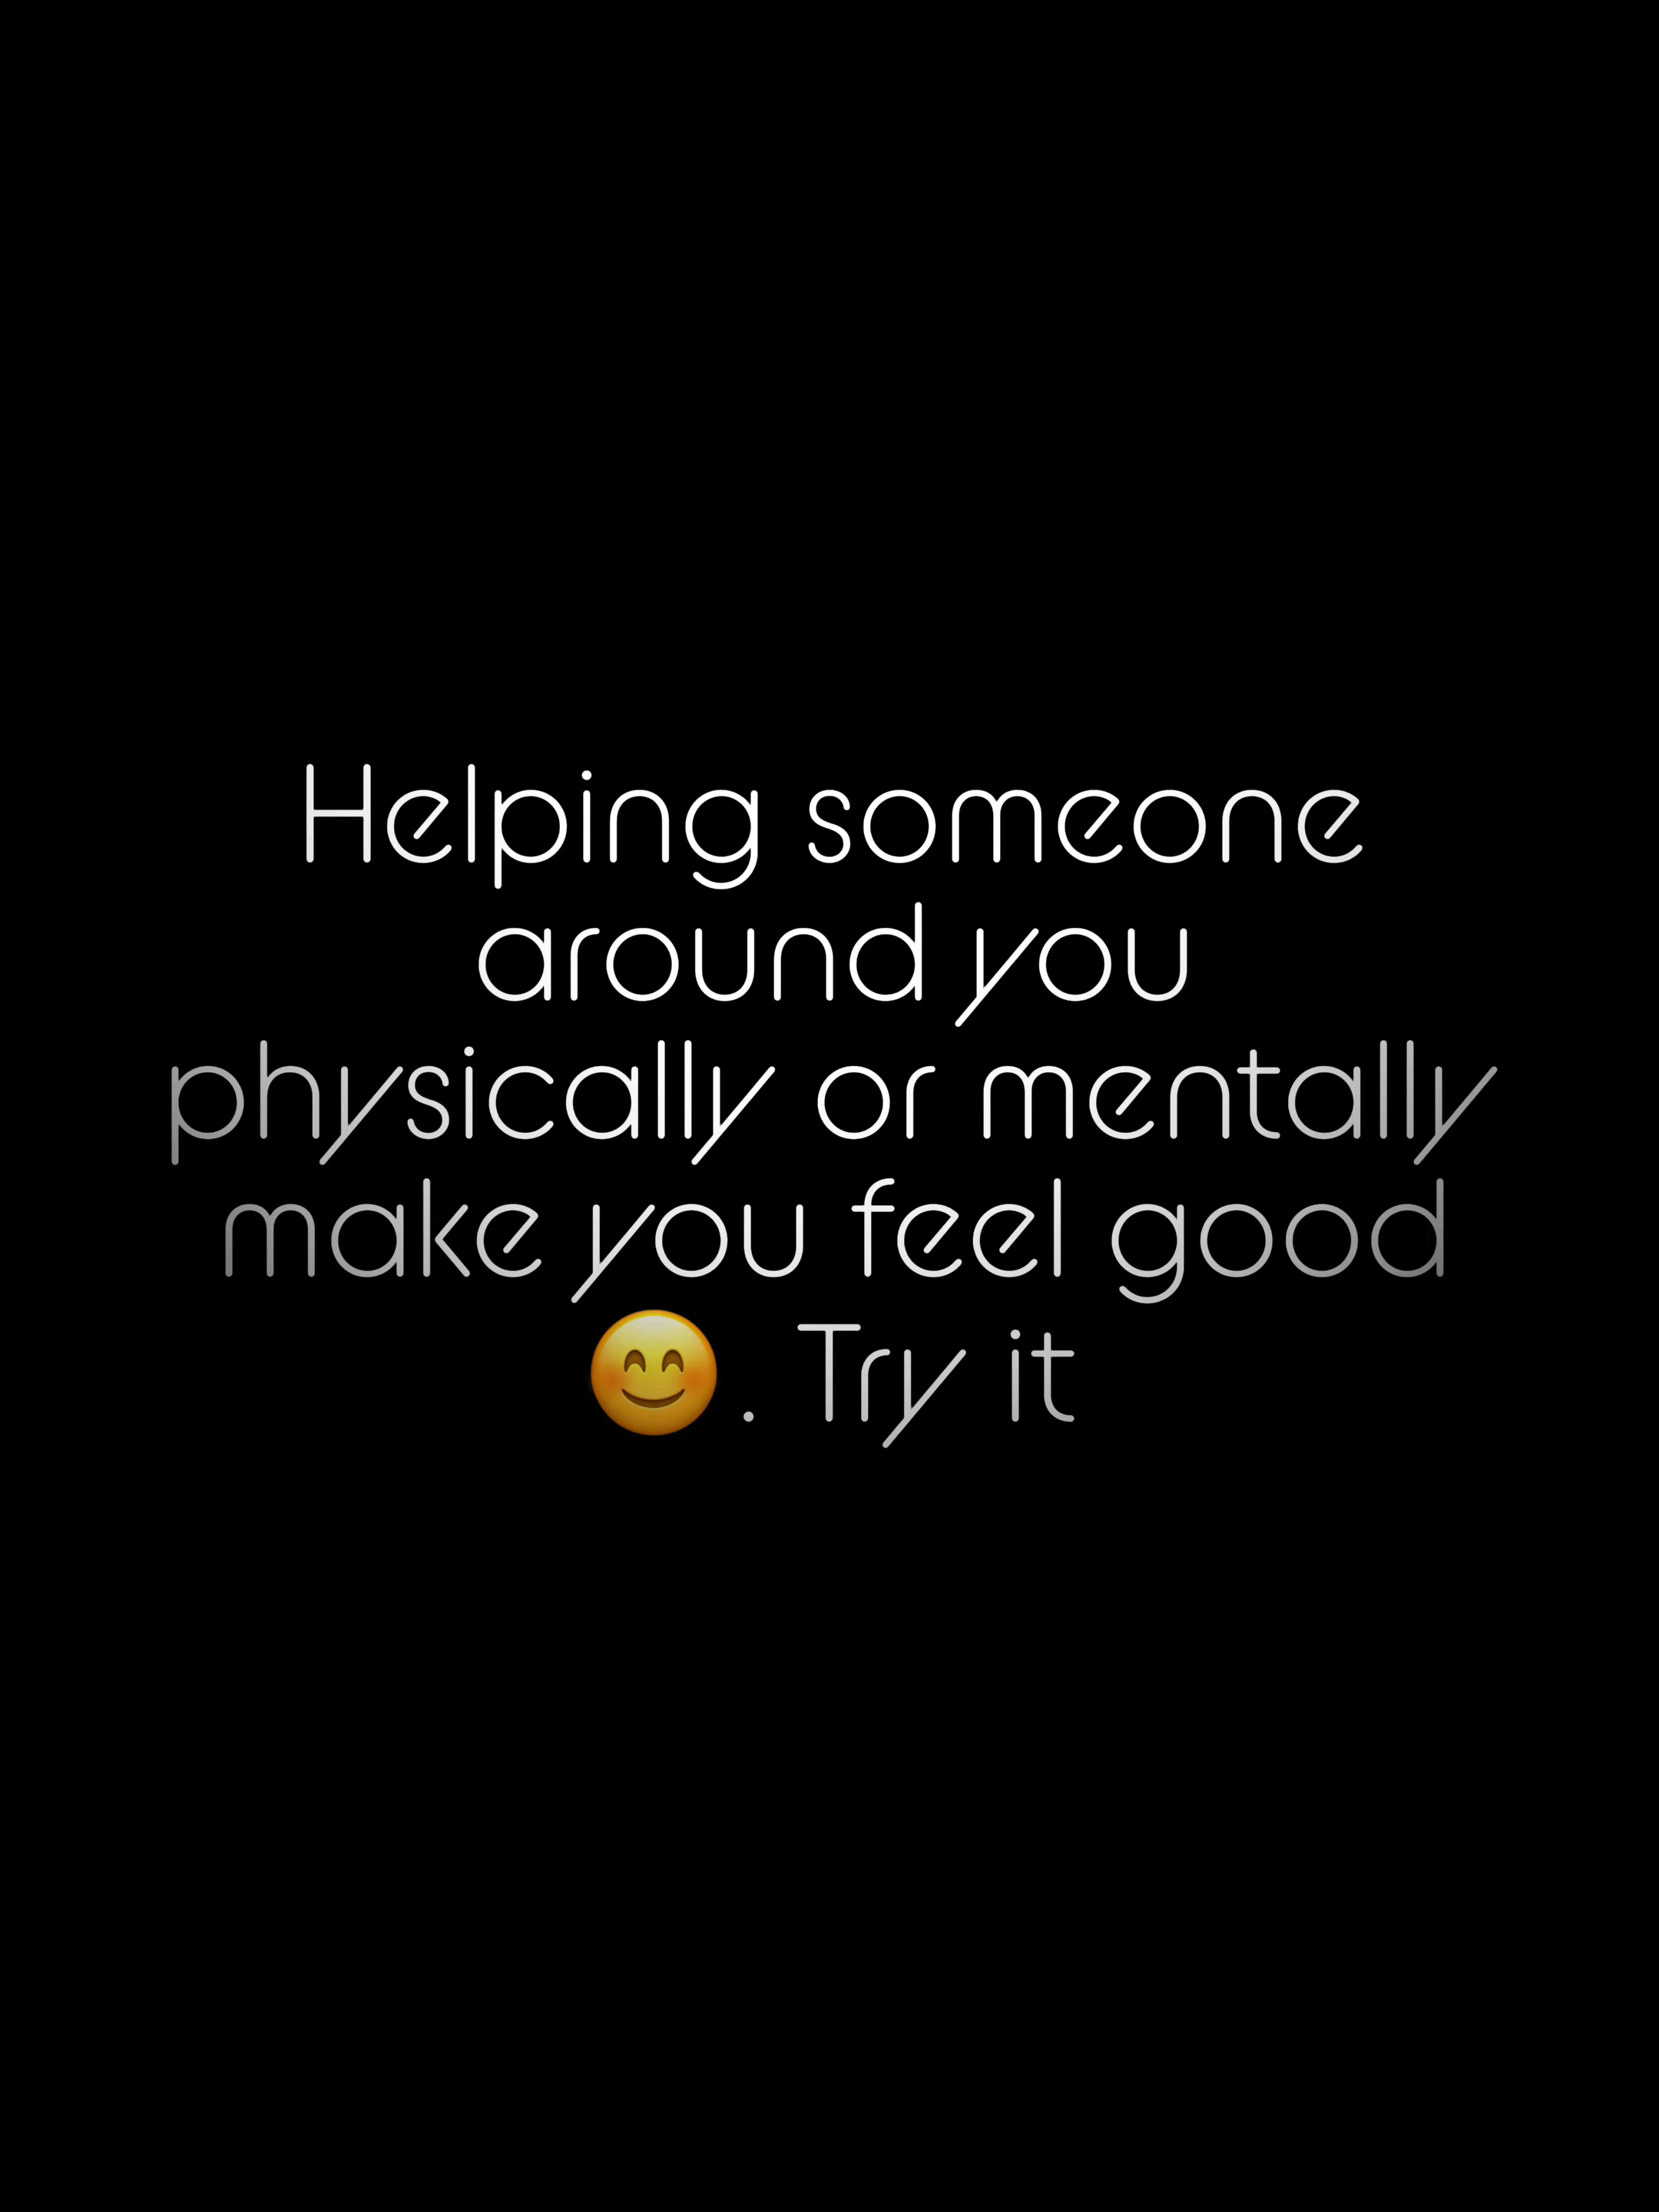 Helping someone
around you
physically or mentally
make you feel good
😊. Try it